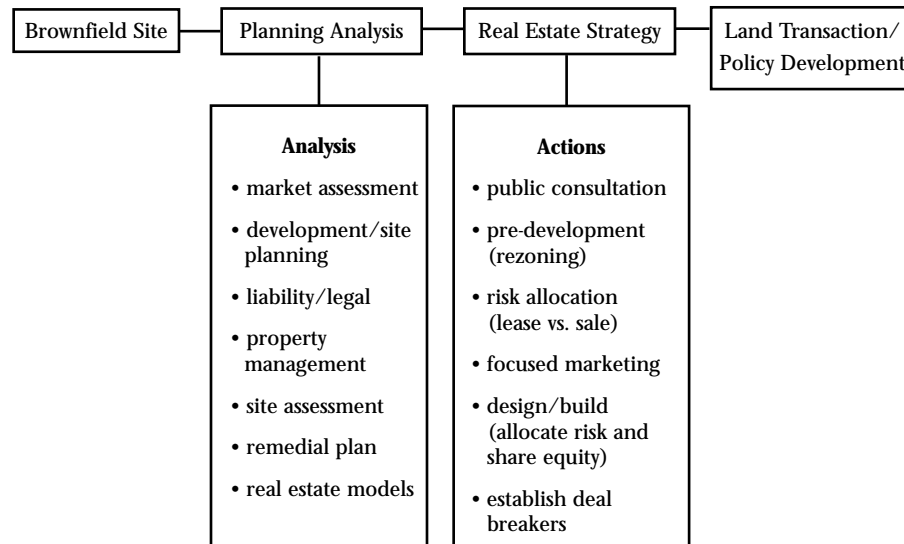 Brownfield Site
Planning Analysis
Real Estate Strategy
Land Transaction/
Policy Development
Analysis
• market assessment
• development/site
planning
• liability/legal
• property
management
• site assessment
• remedial plan
• real estate models
Actions
• public consultation
• pre-development
(rezoning)
• risk allocation
(lease vs. sale)
• focused marketing
• design/build
(allocate risk and
share equity)
• establish deal
breakers